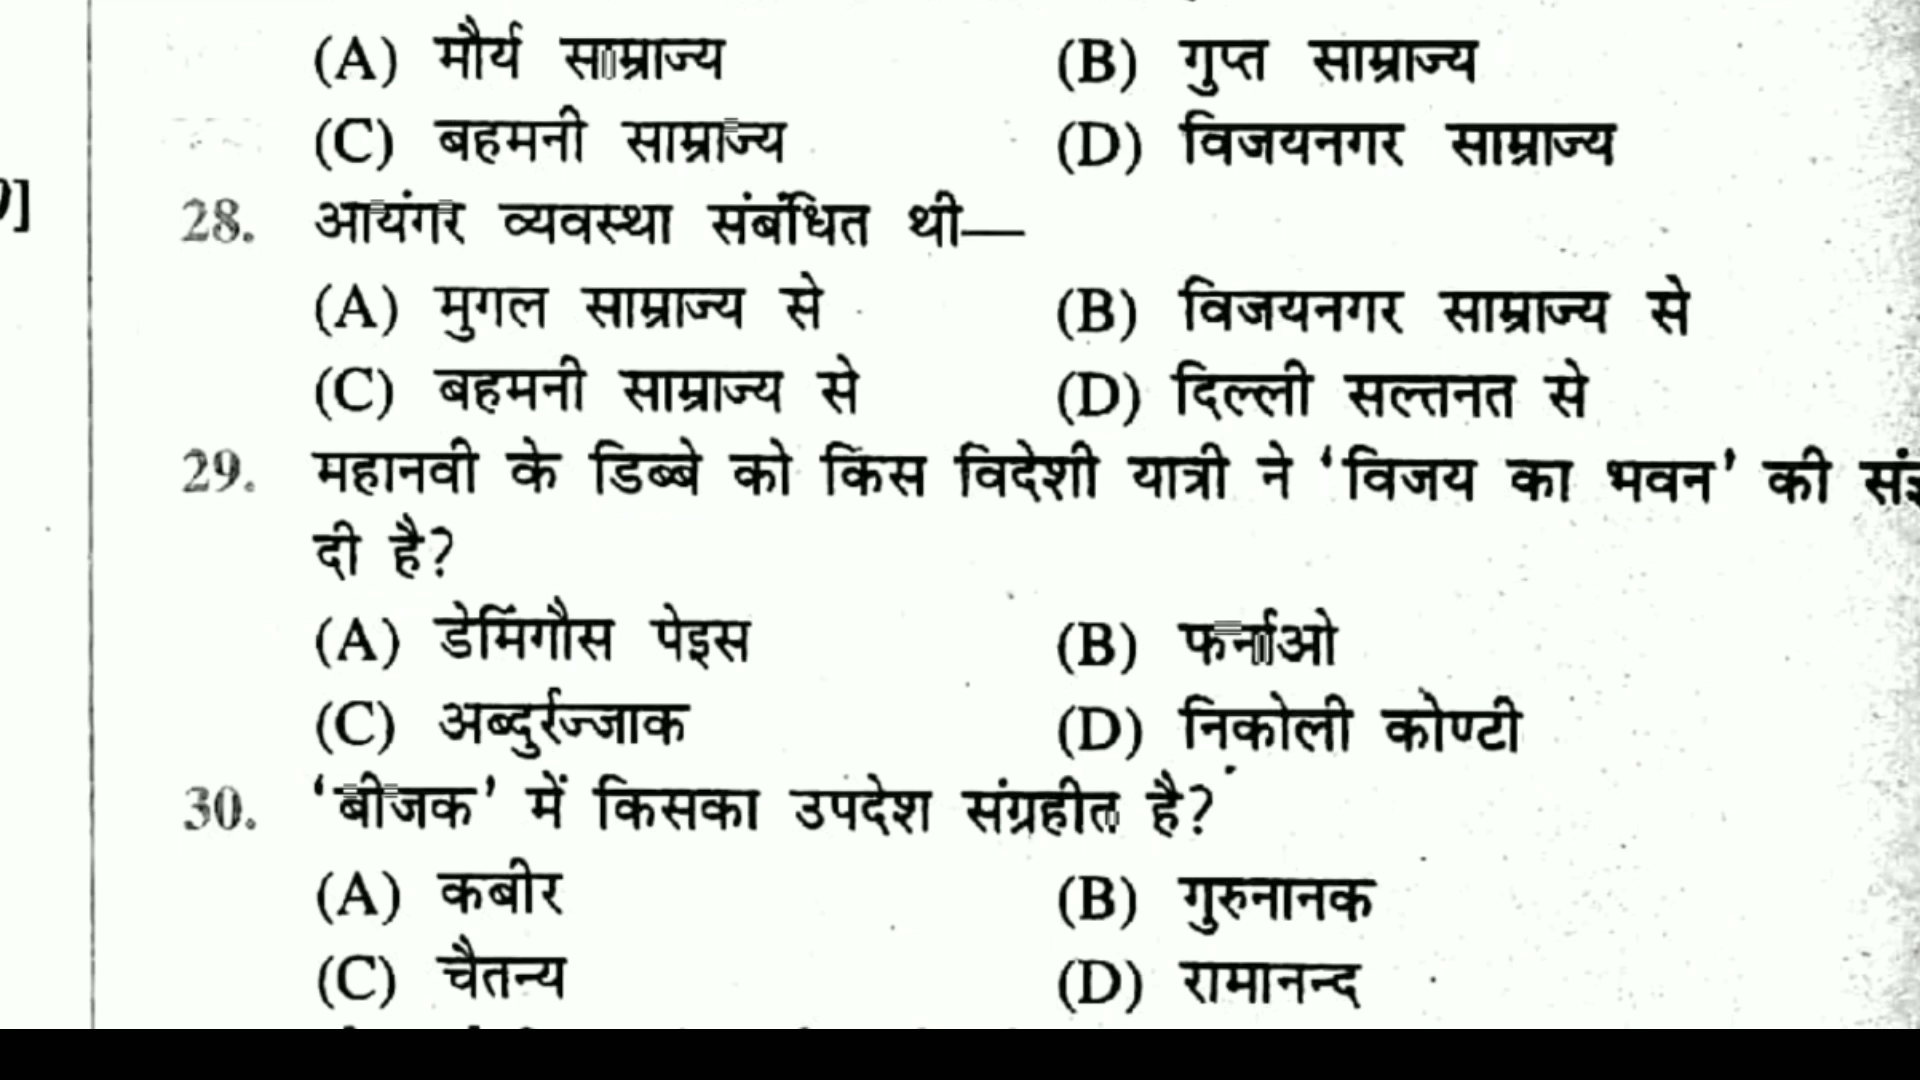 (A) मौर्य साम्राज्य (B) गुप्त साम्राज्य
(C) बहमनी साम्राज्य (D) विजयनगर साम्राज्य
]
28. आयंगर व्यवस्था संबंधित थी—
(A) मुगल साम्राज्य से (B) विजयनगर साम्राज्य से
(C) बहमनी साम्राज्य से (D) दिल्ली सल्तनत से
29. महानवी के डिब्बे को किस विदेशी यात्री ने ‘विजय का भवन’ की
दी है?
(A) डेमिंगौस पेइस (B) फर्नाओ
(C) अब्दुर्रज्जाक (D) निकोली कोण्टी
30. ‘बीजक’ में किसका उपदेश संग्रहीत है?
(A) कबीर (B) गुरुनानक
(C) चैतन्य (D) रामानन्द